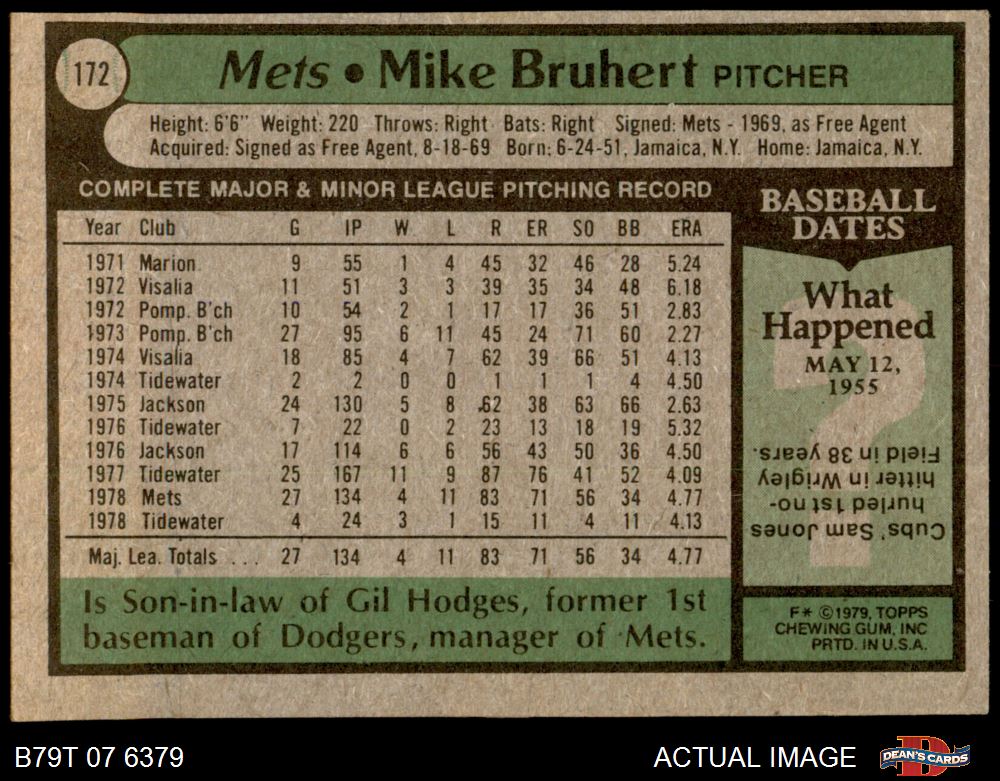 172
Mets • Mike Bruhert PITCHER
Height: 6'6" Weight: 220 Throws: Right Bats: Right Signed: Mets - 1969, as Free Agent
Acquired: Signed as Free Agent, 8-18-69 Born: 6-24-51, Jamaica, N.Y. Home: Jamaica, N.Y.
COMPLETE MAJOR & MINOR LEAGUE PITCHING RECORD
Year Club G IP W L R ER SO BB ERA
1971 Marion 9 55 1 4 45 32 46 28 5.24
1972 Visalia 11 51 3 3 39 35 34 48 6.18
1972 Pomp. B'ch 10 54 2 1 17 17 36 51 2.83
1973 Pomp. B'ch 27 95 6 11 45 24 71 60 2.27
1974 Visalia 18 85 4 7 62 39 66 51 4.13
1974 Tidewater 2 2 0 0 1 1 1 4 4.50
1975 Jackson 24 130 5 8 62 38 63 66 2.63
1976 Tidewater 7 22 0 2 23 13 18 19 5.32
1976 Jackson 17 114 6 6 56 43 50 36 4.50
1977 Tidewater 25 167 11 9 87 76 41 52 4.09
1978 Mets 27 134 4 11 83 71 56 34 4.77
1978 Tidewater 4 24 3 1 15 11 4 11 4.13
Maj. Lea. Totals ... 27 134 4 11 83 71 56 34 4.77
Is Son-in-law of Gil Hodges, former 1st
baseman of Dodgers, manager of Mets.
BASEBALL
DATES
What
Happened
MAY 12,
1955
?
Cubs' Sam Jones
hurled 1st no-
hitter in Wrigley
Field in 38 years.
F* ©1979, TOPPS
CHEWING GUM, INC
PRTD. IN U.S.A.
B79T 07 6379
ACTUAL IMAGE
D
DEAN'S CARDS